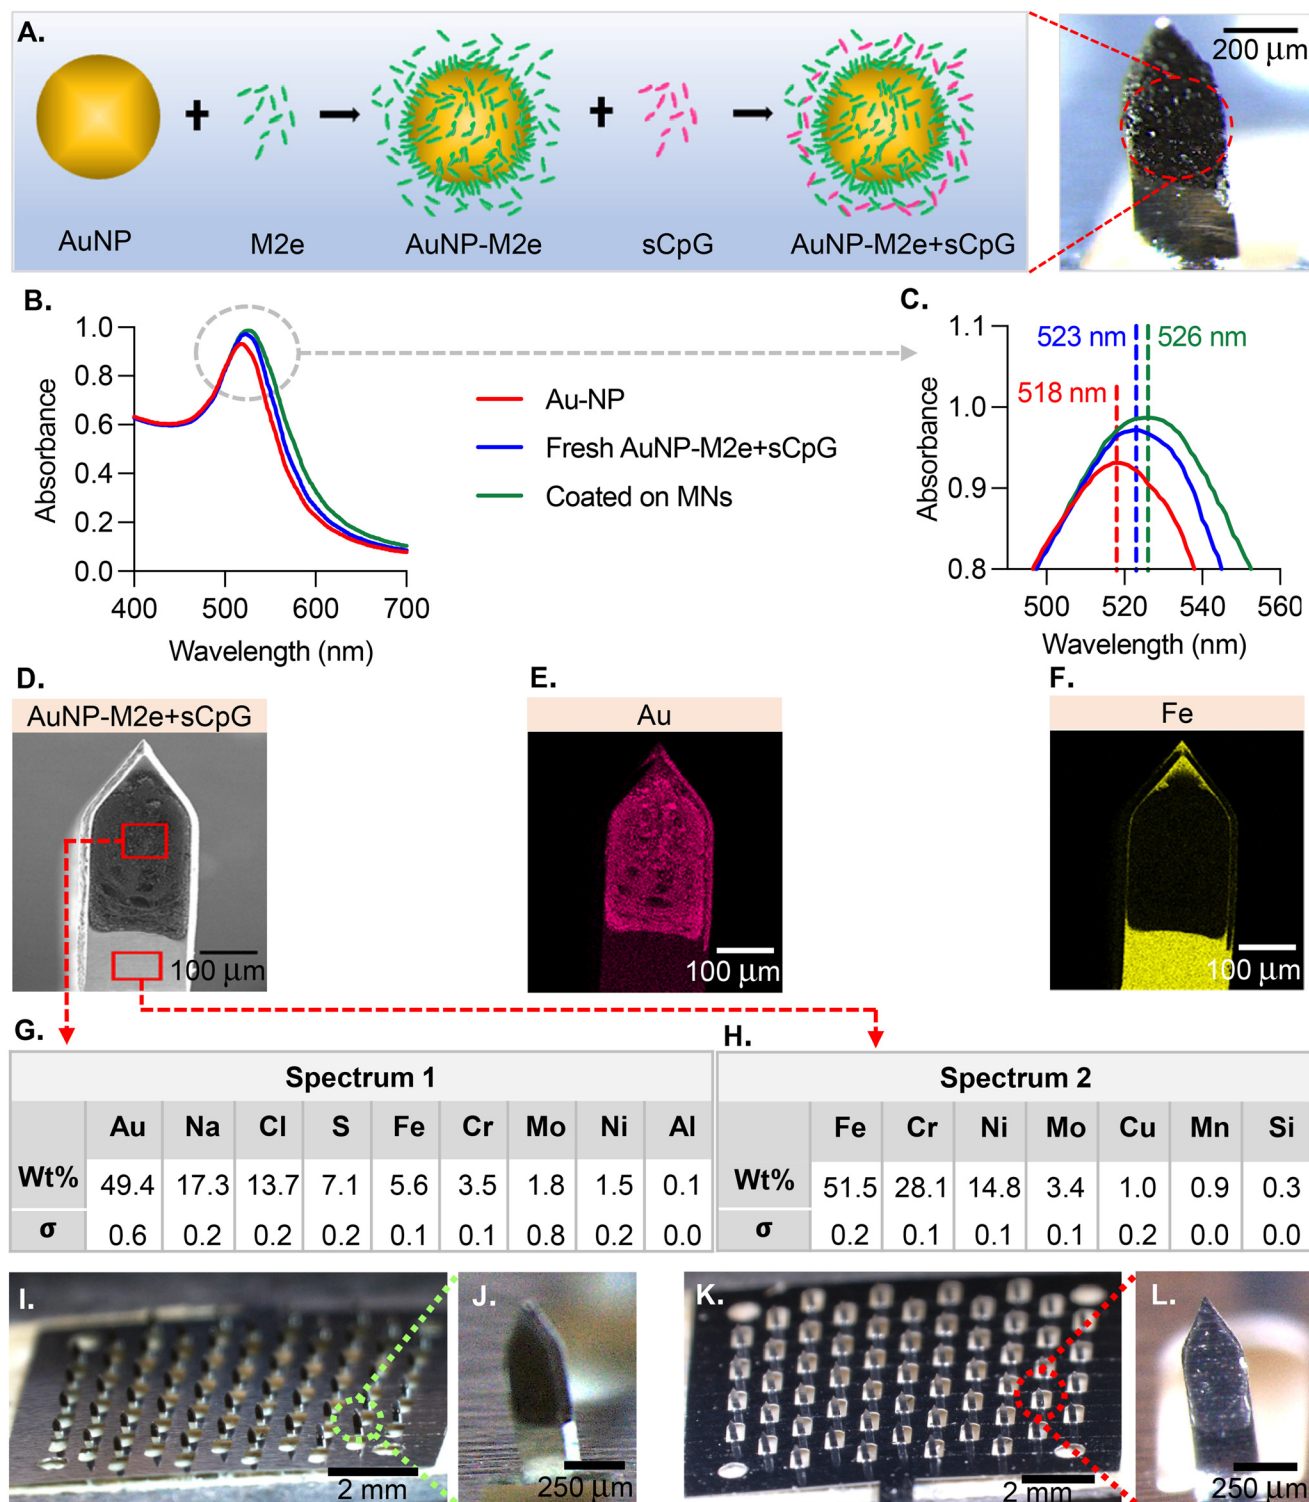 A.
200 μm
AuNP + M2e → AuNP-M2e + sCpG → AuNP-M2e+sCpG
B.
1.0
0.8
0.6
0.4
0.2
0.0
Absorbance
400 500 600 700
Wavelength (nm)
Au-NP
Fresh AuNP-M2e+sCpG
Coated on MNs
C.
1.1
1.0
0.9
0.8
Absorbance
523 nm 526 nm
518 nm
500 520 540 560
Wavelength (nm)
D.
AuNP-M2e+sCpG
100 μm
E.
Au
100 μm
F.
Fe
100 μm
G.
Spectrum 1
Au Na Cl S Fe Cr Mo Ni Al
Wt% 49.4 17.3 13.7 7.1 5.6 3.5 1.8 1.5 0.1
σ 0.6 0.2 0.2 0.2 0.1 0.1 0.8 0.2 0.0
H.
Spectrum 2
Fe Cr Ni Mo Cu Mn Si
Wt% 51.5 28.1 14.8 3.4 1.0 0.9 0.3
σ 0.2 0.1 0.1 0.1 0.2 0.0 0.0
I.
2 mm
J.
250 μm
K.
2 mm
L.
250 μm